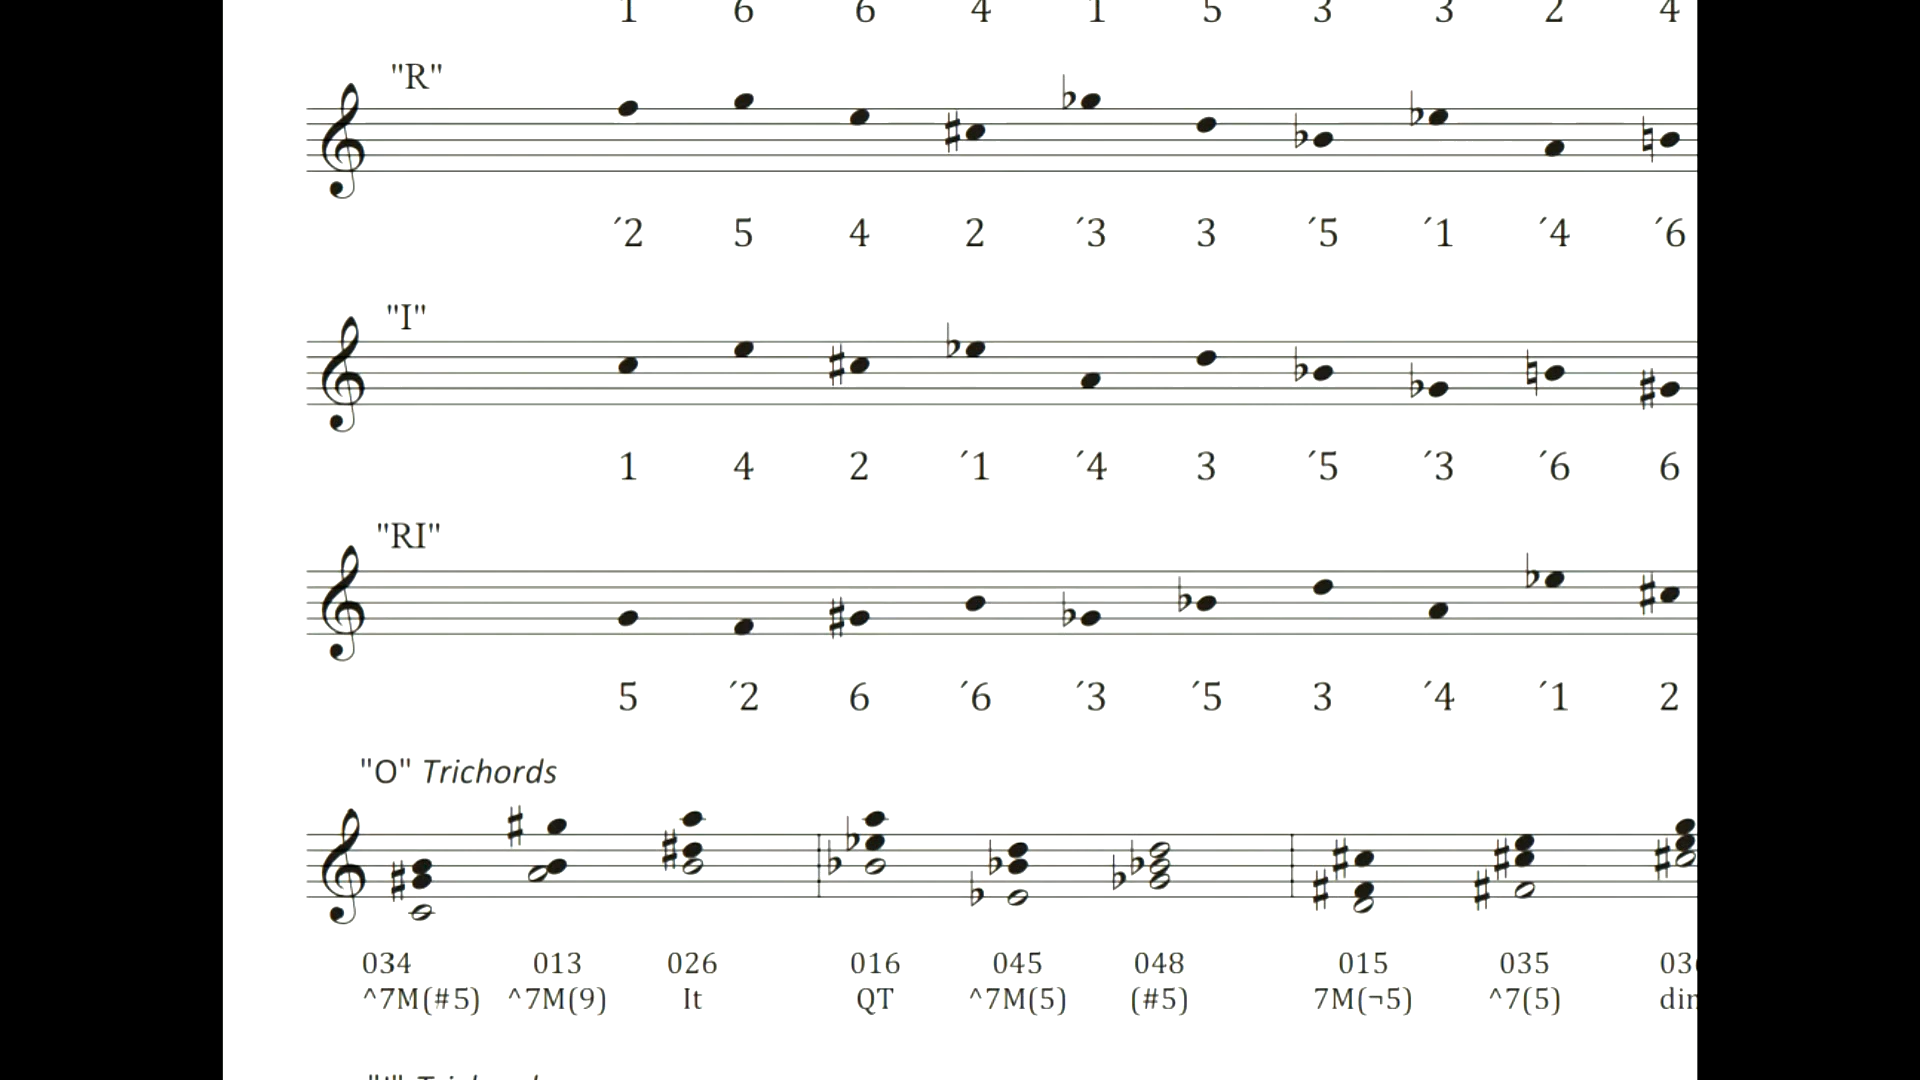 1 6 6 4 1 5 3 3 2 4
"R"
´2 5 4 2 ´3 3 ´5 ´1 ´4 ´6
"I"
1 4 2 ´1 ´4 3 ´5 ´3 ´6 6
"RI"
5 ´2 6 ´6 ´3 ´5 3 ´4 ´1 2
"O" Trichords
034 013 026 016 045 048 015 035
^7M(#5) ^7M(9) It QT ^7M(5) (#5) 7M(¬5) ^7(5)